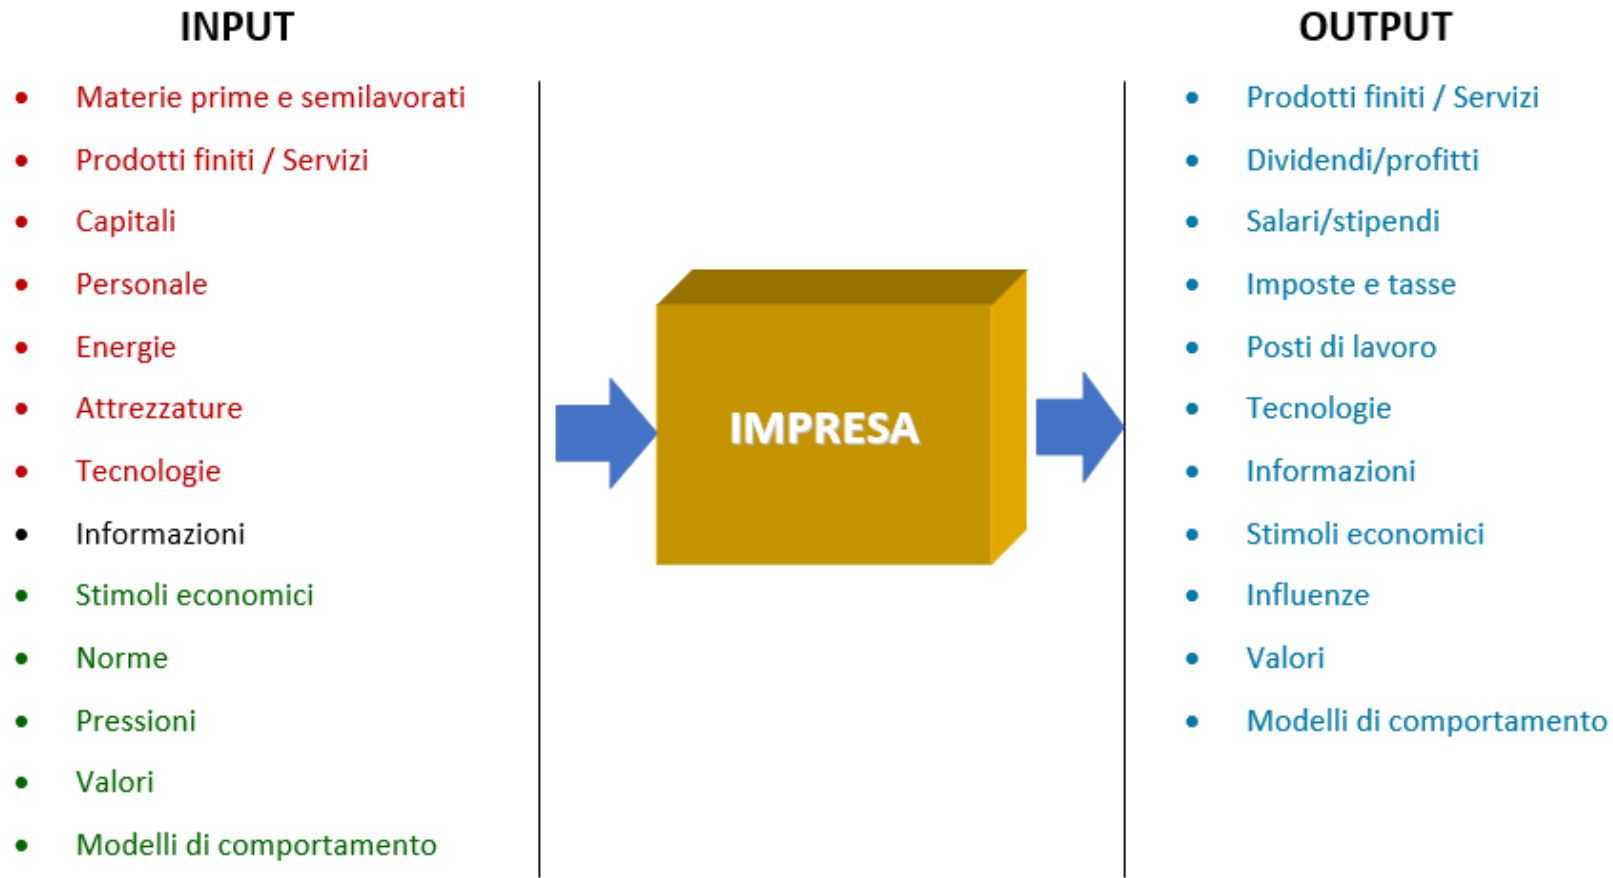 INPUT
• Materie prime e semilavorati
• Prodotti finiti / Servizi
• Capitali
• Personale
• Energie
• Attrezzature
• Tecnologie
• Informazioni
• Stimoli economici
• Norme
• Pressioni
• Valori
• Modelli di comportamento
IMPRESA
OUTPUT
• Prodotti finiti / Servizi
• Dividendi/profitti
• Salari/stipendi
• Imposte e tasse
• Posti di lavoro
• Tecnologie
• Informazioni
• Stimoli economici
• Influenze
• Valori
• Modelli di comportamento